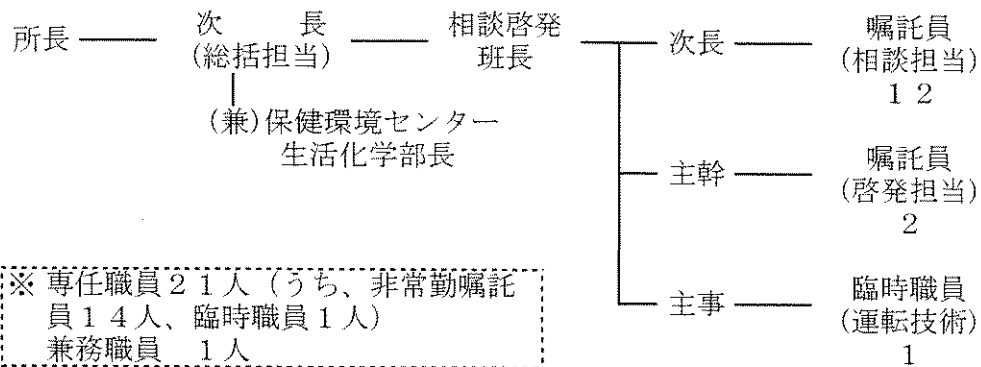 所長
次　　長
(総括担当)
(兼)保健環境センター
生活化学部長
相談啓発
班長
次長
嘱託員
(相談担当)
１２
主幹
嘱託員
(啓発担当)
２
主事
臨時職員
(運転技術)
１
※ 専任職員２１人（うち、非常勤嘱託
員１４人、臨時職員１人）
兼務職員　１人